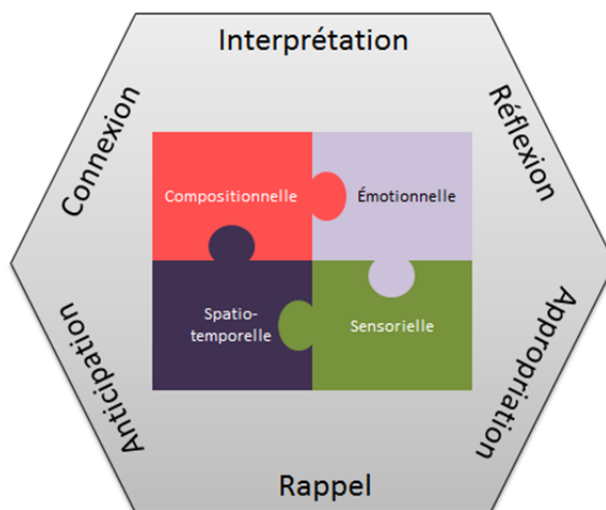 Interprétation
Connexion
Réflexion
Compositionnelle
Émotionnelle
Spatio-
temporelle
Sensorielle
Anticipation
Appropriation
Rappel